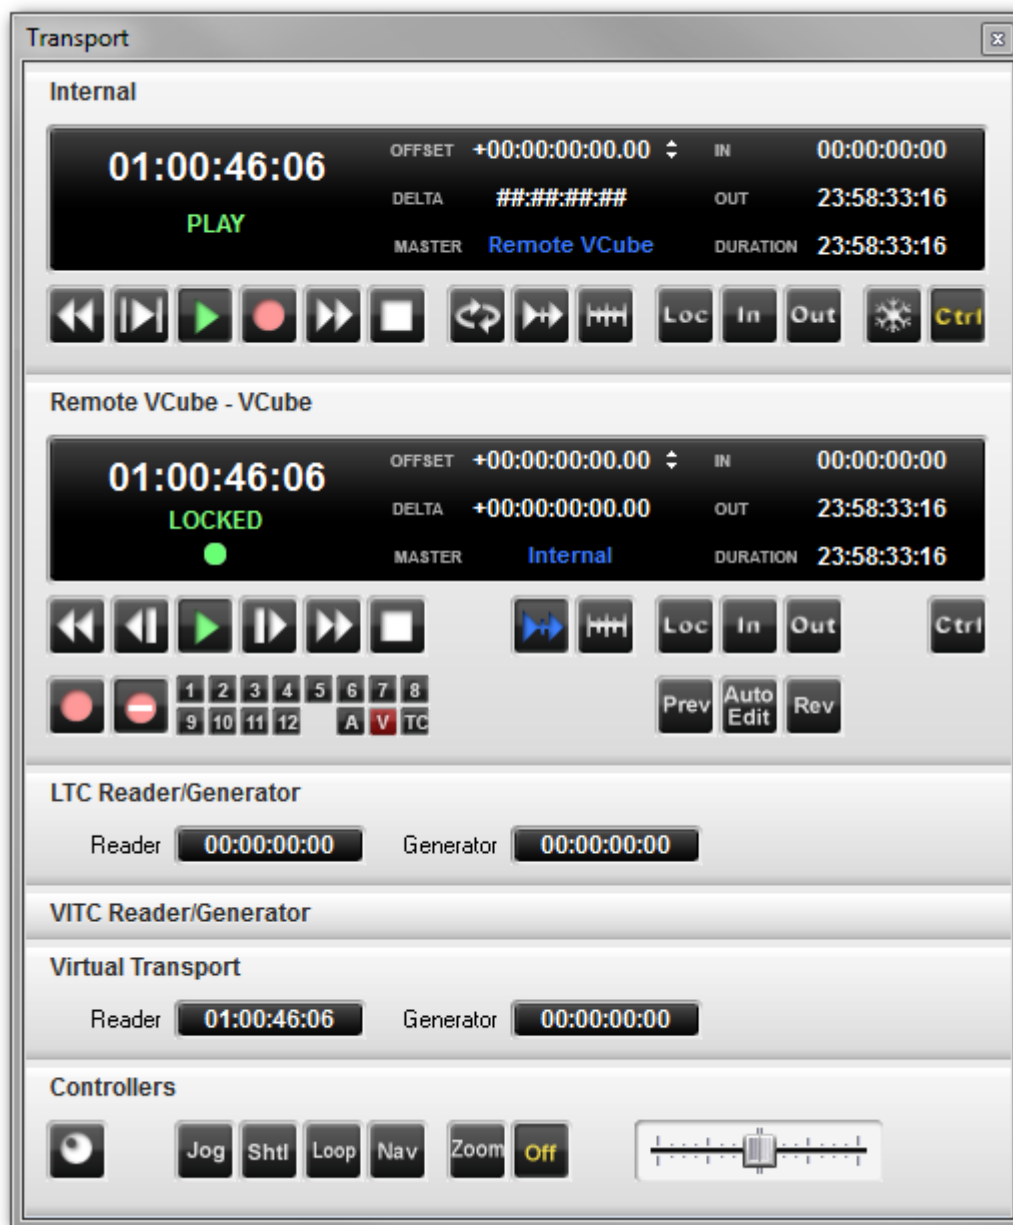 Transport
Internal
01:00:46:06 OFFSET +00:00:00:00.00 IN 00:00:00:00
PLAY DELTA ##:##:##:## OUT 23:58:33:16
MASTER Remote VCube DURATION 23:58:33:16
Loc In Out Ctrl
Remote VCube - VCube
01:00:46:06 OFFSET +00:00:00:00.00 IN 00:00:00:00
LOCKED DELTA +00:00:00:00.00 OUT 23:58:33:16
MASTER Internal DURATION 23:58:33:16
Loc In Out Ctrl
1 2 3 4 5 6 7 8 Prev Auto Edit Rev
9 10 11 12 A V TC
LTC Reader/Generator
Reader 00:00:00:00 Generator 00:00:00:00
VITC Reader/Generator
Virtual Transport
Reader 01:00:46:06 Generator 00:00:00:00
Controllers
Jog Shtl Loop Nav Zoom Off